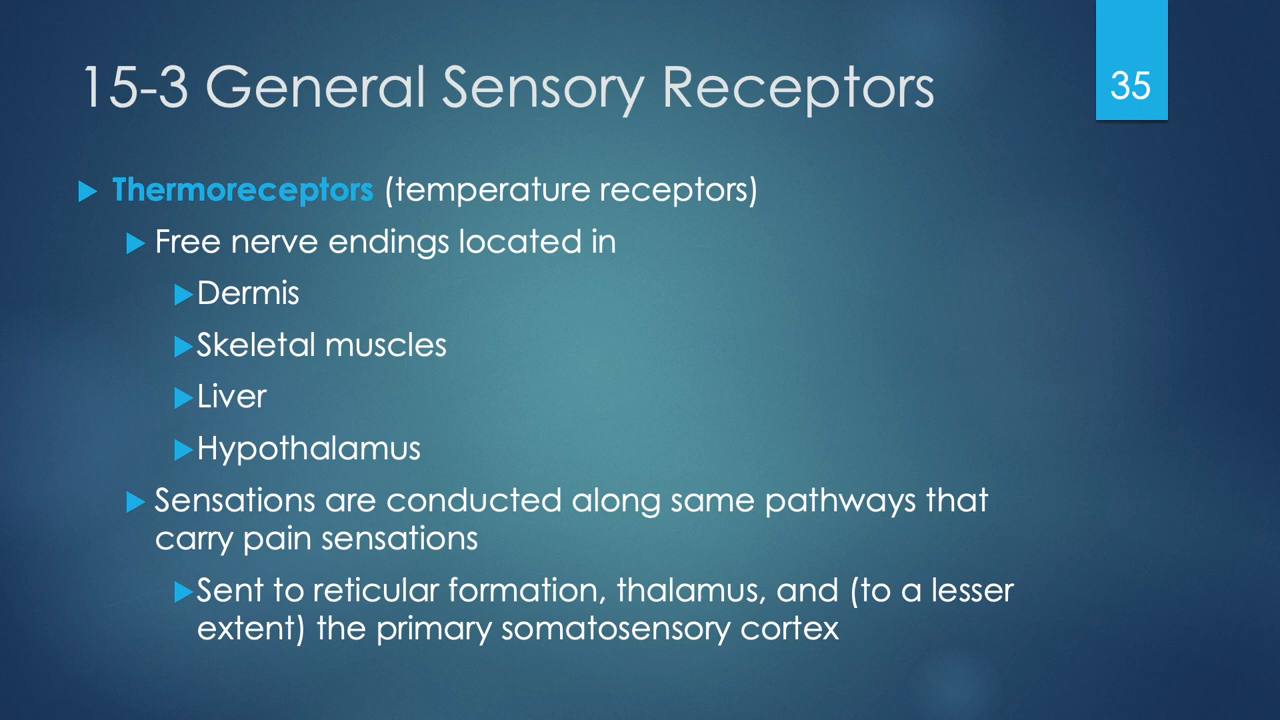 15-3 General Sensory Receptors
35
Thermoreceptors (temperature receptors)
Free nerve endings located in
Dermis
Skeletal muscles
Liver
Hypothalamus
Sensations are conducted along same pathways that
carry pain sensations
Sent to reticular formation, thalamus, and (to a lesser
extent) the primary somatosensory cortex